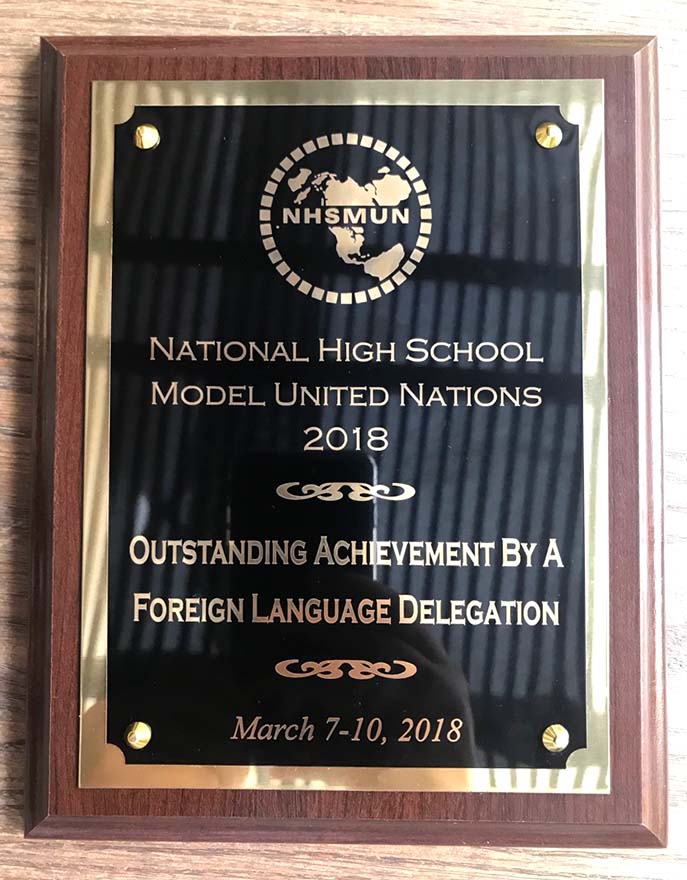 NHSMUN
NATIONAL HIGH SCHOOL
MODEL UNITED NATIONS
2018
OUTSTANDING ACHIEVEMENT BY A
FOREIGN LANGUAGE DELEGATION
March 7-10, 2018